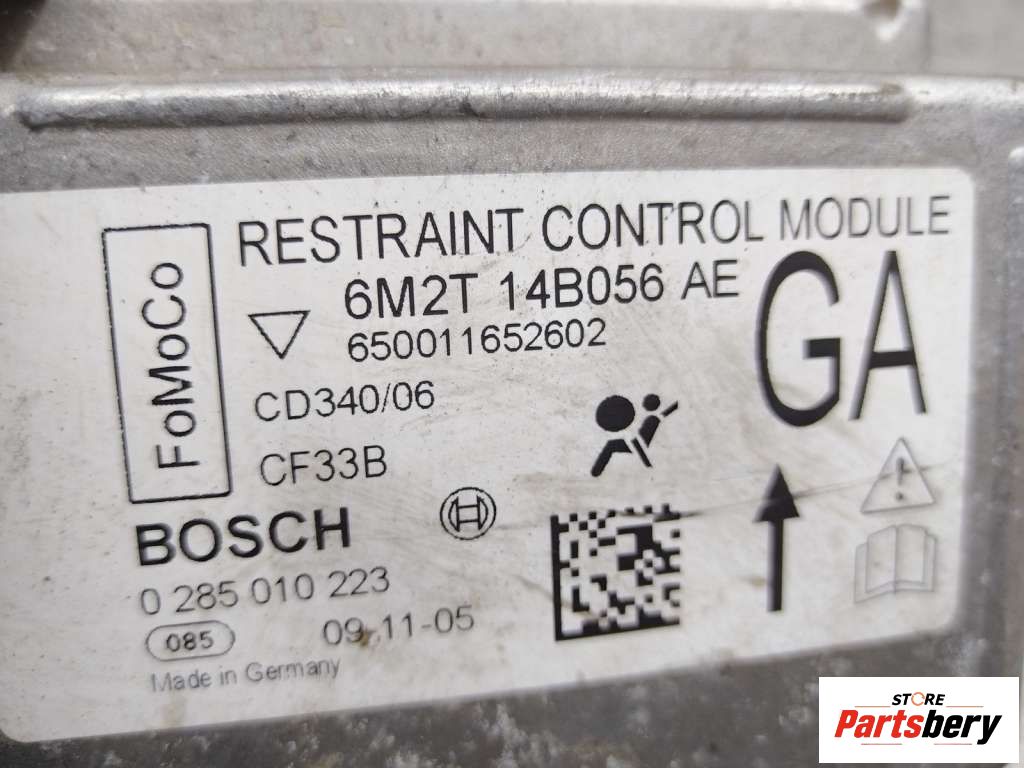 FoMoCo
RESTRAINT CONTROL MODULE
6M2T 14B056 AE
650011652602
GA
CD340/06
CF33B
BOSCH
0 285 010 223
085
09-11-05
Made in Germany
STORE
Partsbery